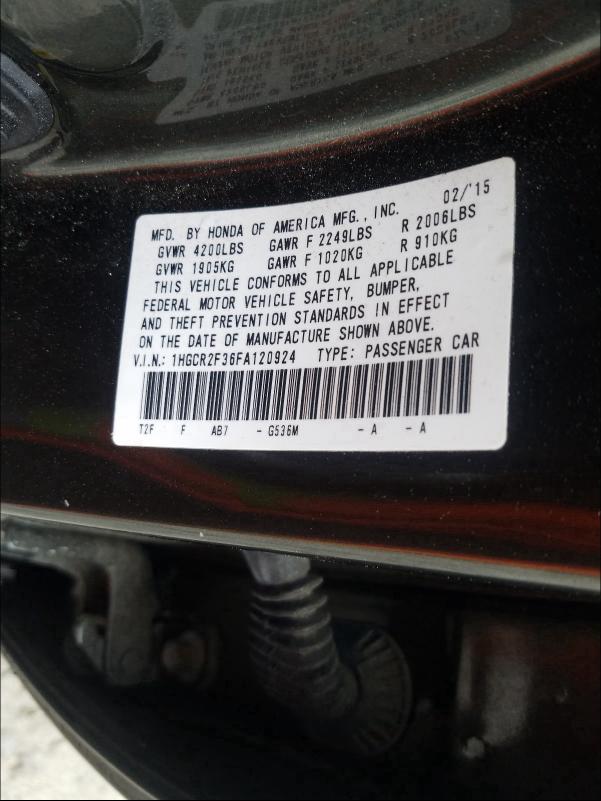 MFD. BY HONDA OF AMERICA MFG., INC. 02/'15
GVWR 4200LBS GAWR F 2249LBS R 2006LBS
GVWR 1905KG GAWR F 1020KG R 910KG
THIS VEHICLE CONFORMS TO ALL APPLICABLE
FEDERAL MOTOR VEHICLE SAFETY, BUMPER,
AND THEFT PREVENTION STANDARDS IN EFFECT
ON THE DATE OF MANUFACTURE SHOWN ABOVE.
V.I.N.: 1HGCR2F36FA120924 TYPE: PASSENGER CAR
T2F F AB7 - G536M - A - A